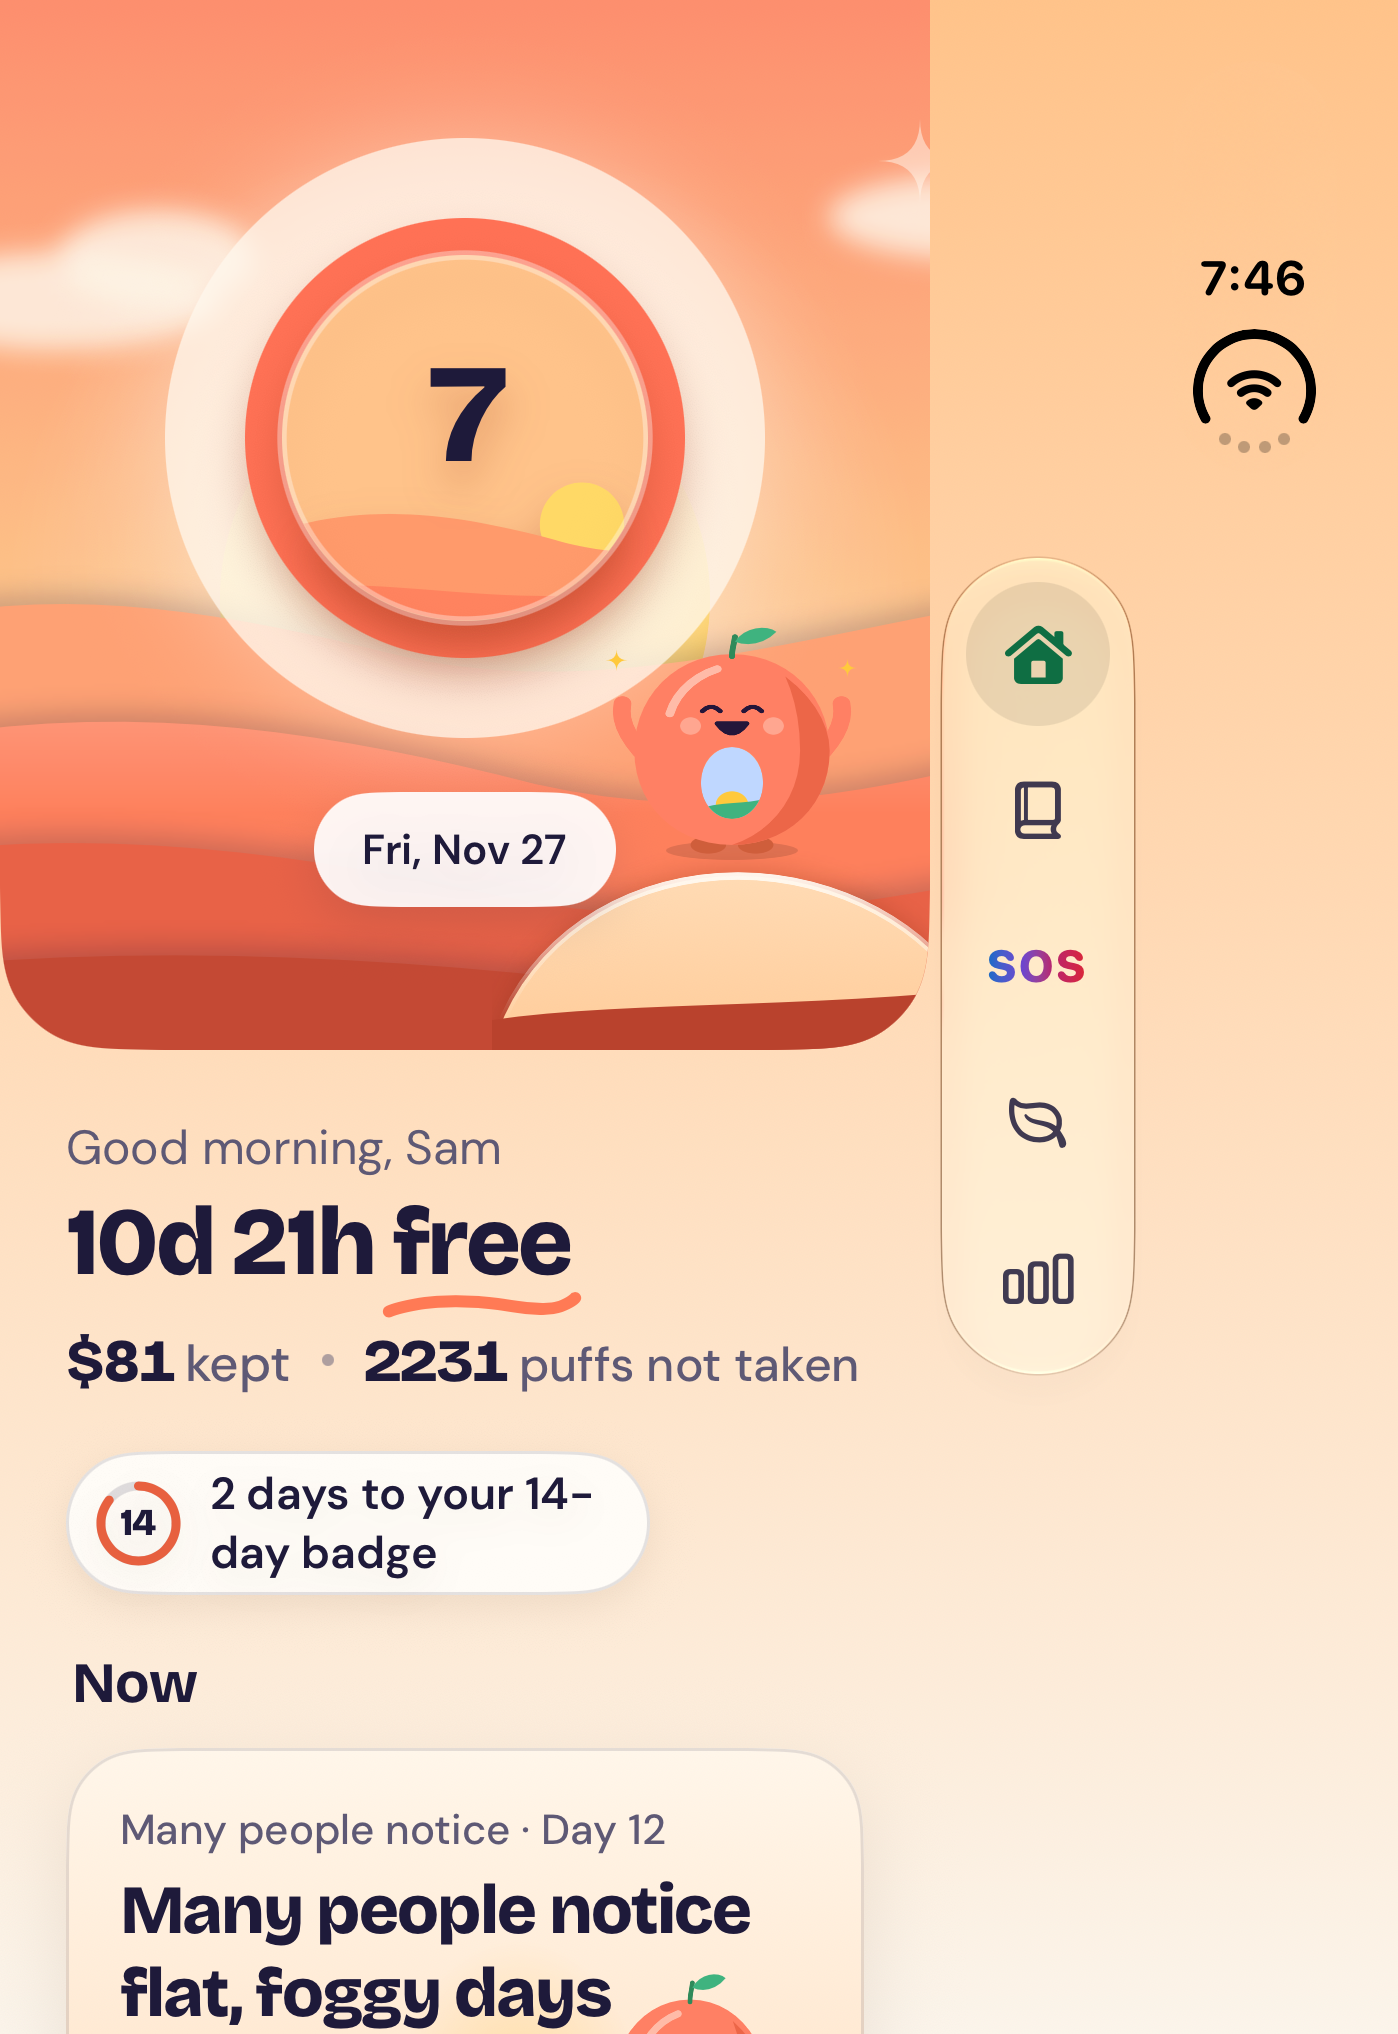 7
7:46
Fri, Nov 27
SOS
Good morning, Sam
10d 21h free
$81 kept • 2231 puffs not taken
14
2 days to your 14-
day badge
Now
Many people notice · Day 12
Many people notice
flat, foggy days